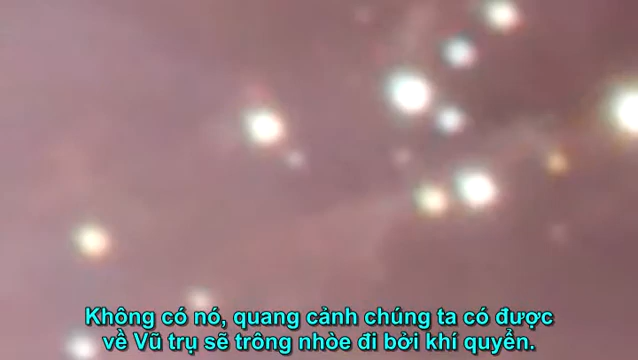 Không có nó, quang cảnh chúng ta có được
về Vũ trụ sẽ trông nhòe đi bởi khí quyển.